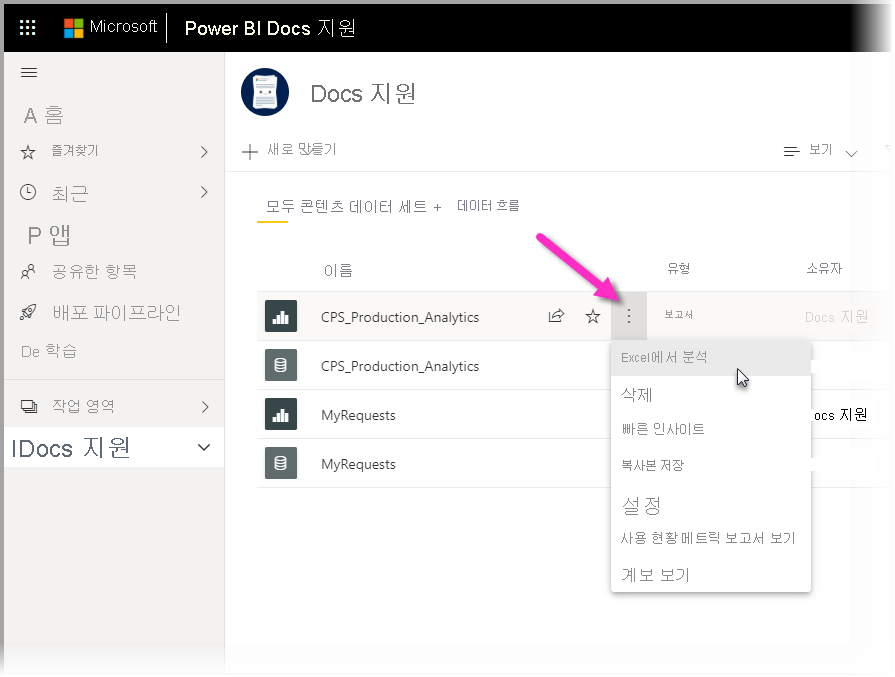 Microsoft Power BI Docs 지원
Docs 지원
A 홈
즐겨찾기
새로 만들기
보기
최근
모두 콘텐츠 데이터 세트 + 데이터 흐름
P 앱
공유한 항목
이름 유형 소유자
배포 파이프라인
CPS_Production_Analytics 보고서 Docs 지원
De 학습
CPS_Production_Analytics
Excel에서 분석
삭제
작업 영역
MyRequests
ocs 지원
빠른 인사이트
IDocs 지원
MyRequests
복사본 저장
설정
사용 현황 메트릭 보고서 보기
계보 보기